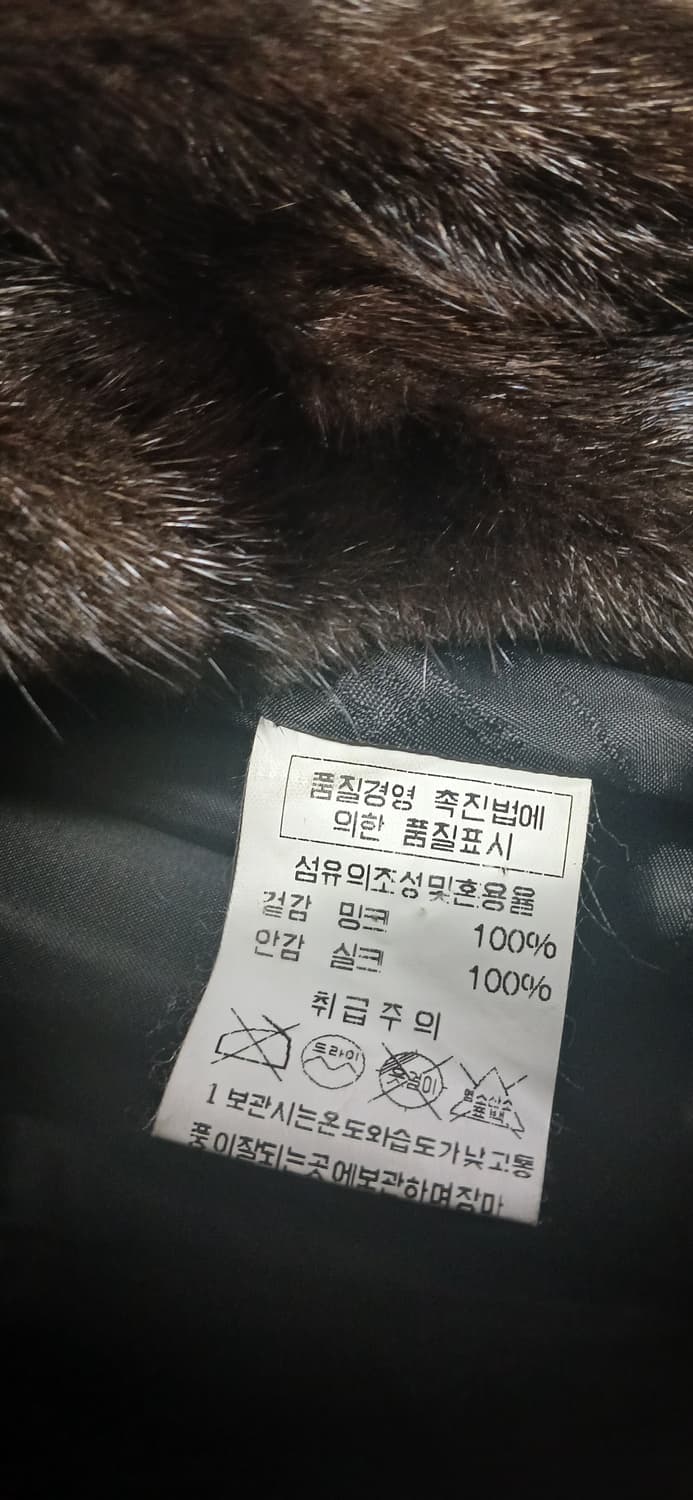 품질경영 촉진법에
의한 품질표시
섬유의조성및혼용율
겉감 밍크 100%
안감 실크 100%
취급주의
드라이 옷걸이 염소산소표백
1 보관시는온도와습도가낮고통
풍이잘되는곳에보관하며장마